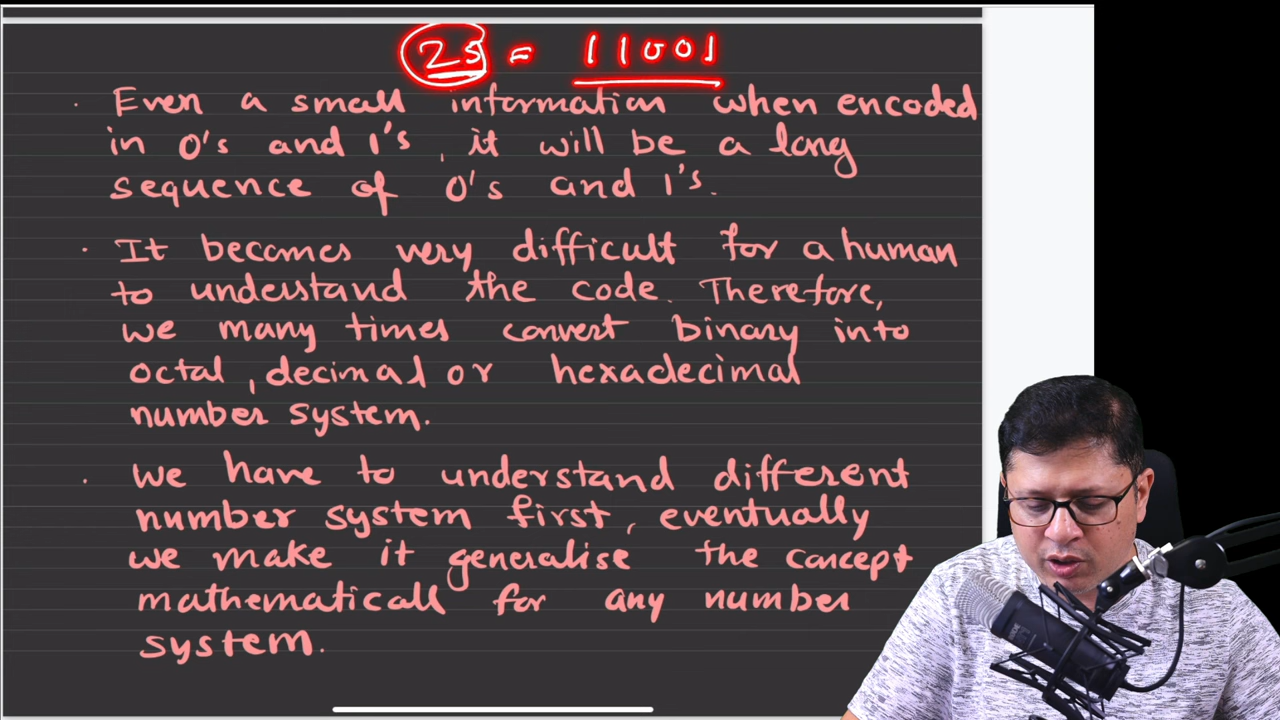 25 = 11001
· Even a small information when encoded
in 0's and 1's, it will be a long
sequence of 0's and 1's.
· It becomes very difficult for a human
to understand the code. Therefore,
we many times convert binary into
octal, decimal or hexadecimal
number system.
· We have to understand different
number system first, eventually
we make it generalise the concept
mathematicall for any number
system.